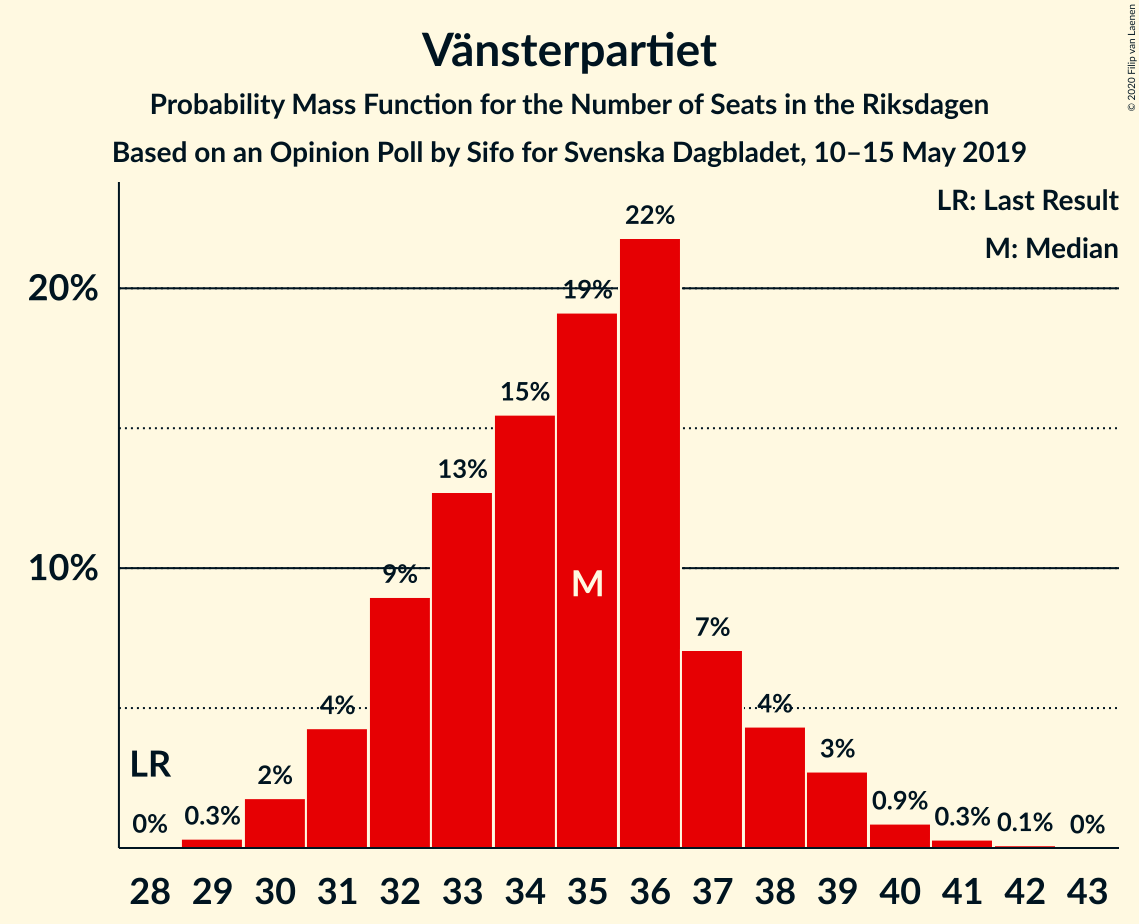 Vänsterpartiet
Probability Mass Function for the Number of Seats in the Riksdagen
Based on an Opinion Poll by Sifo for Svenska Dagbladet, 10–15 May 2019
© 2020 Filip van Laenen
LR: Last Result
M: Median
20%
10%
LR
0%
0.3%
2%
4%
9%
13%
15%
19%
M
22%
7%
4%
3%
0.9%
0.3%
0.1%
0%
28 29 30 31 32 33 34 35 36 37 38 39 40 41 42 43